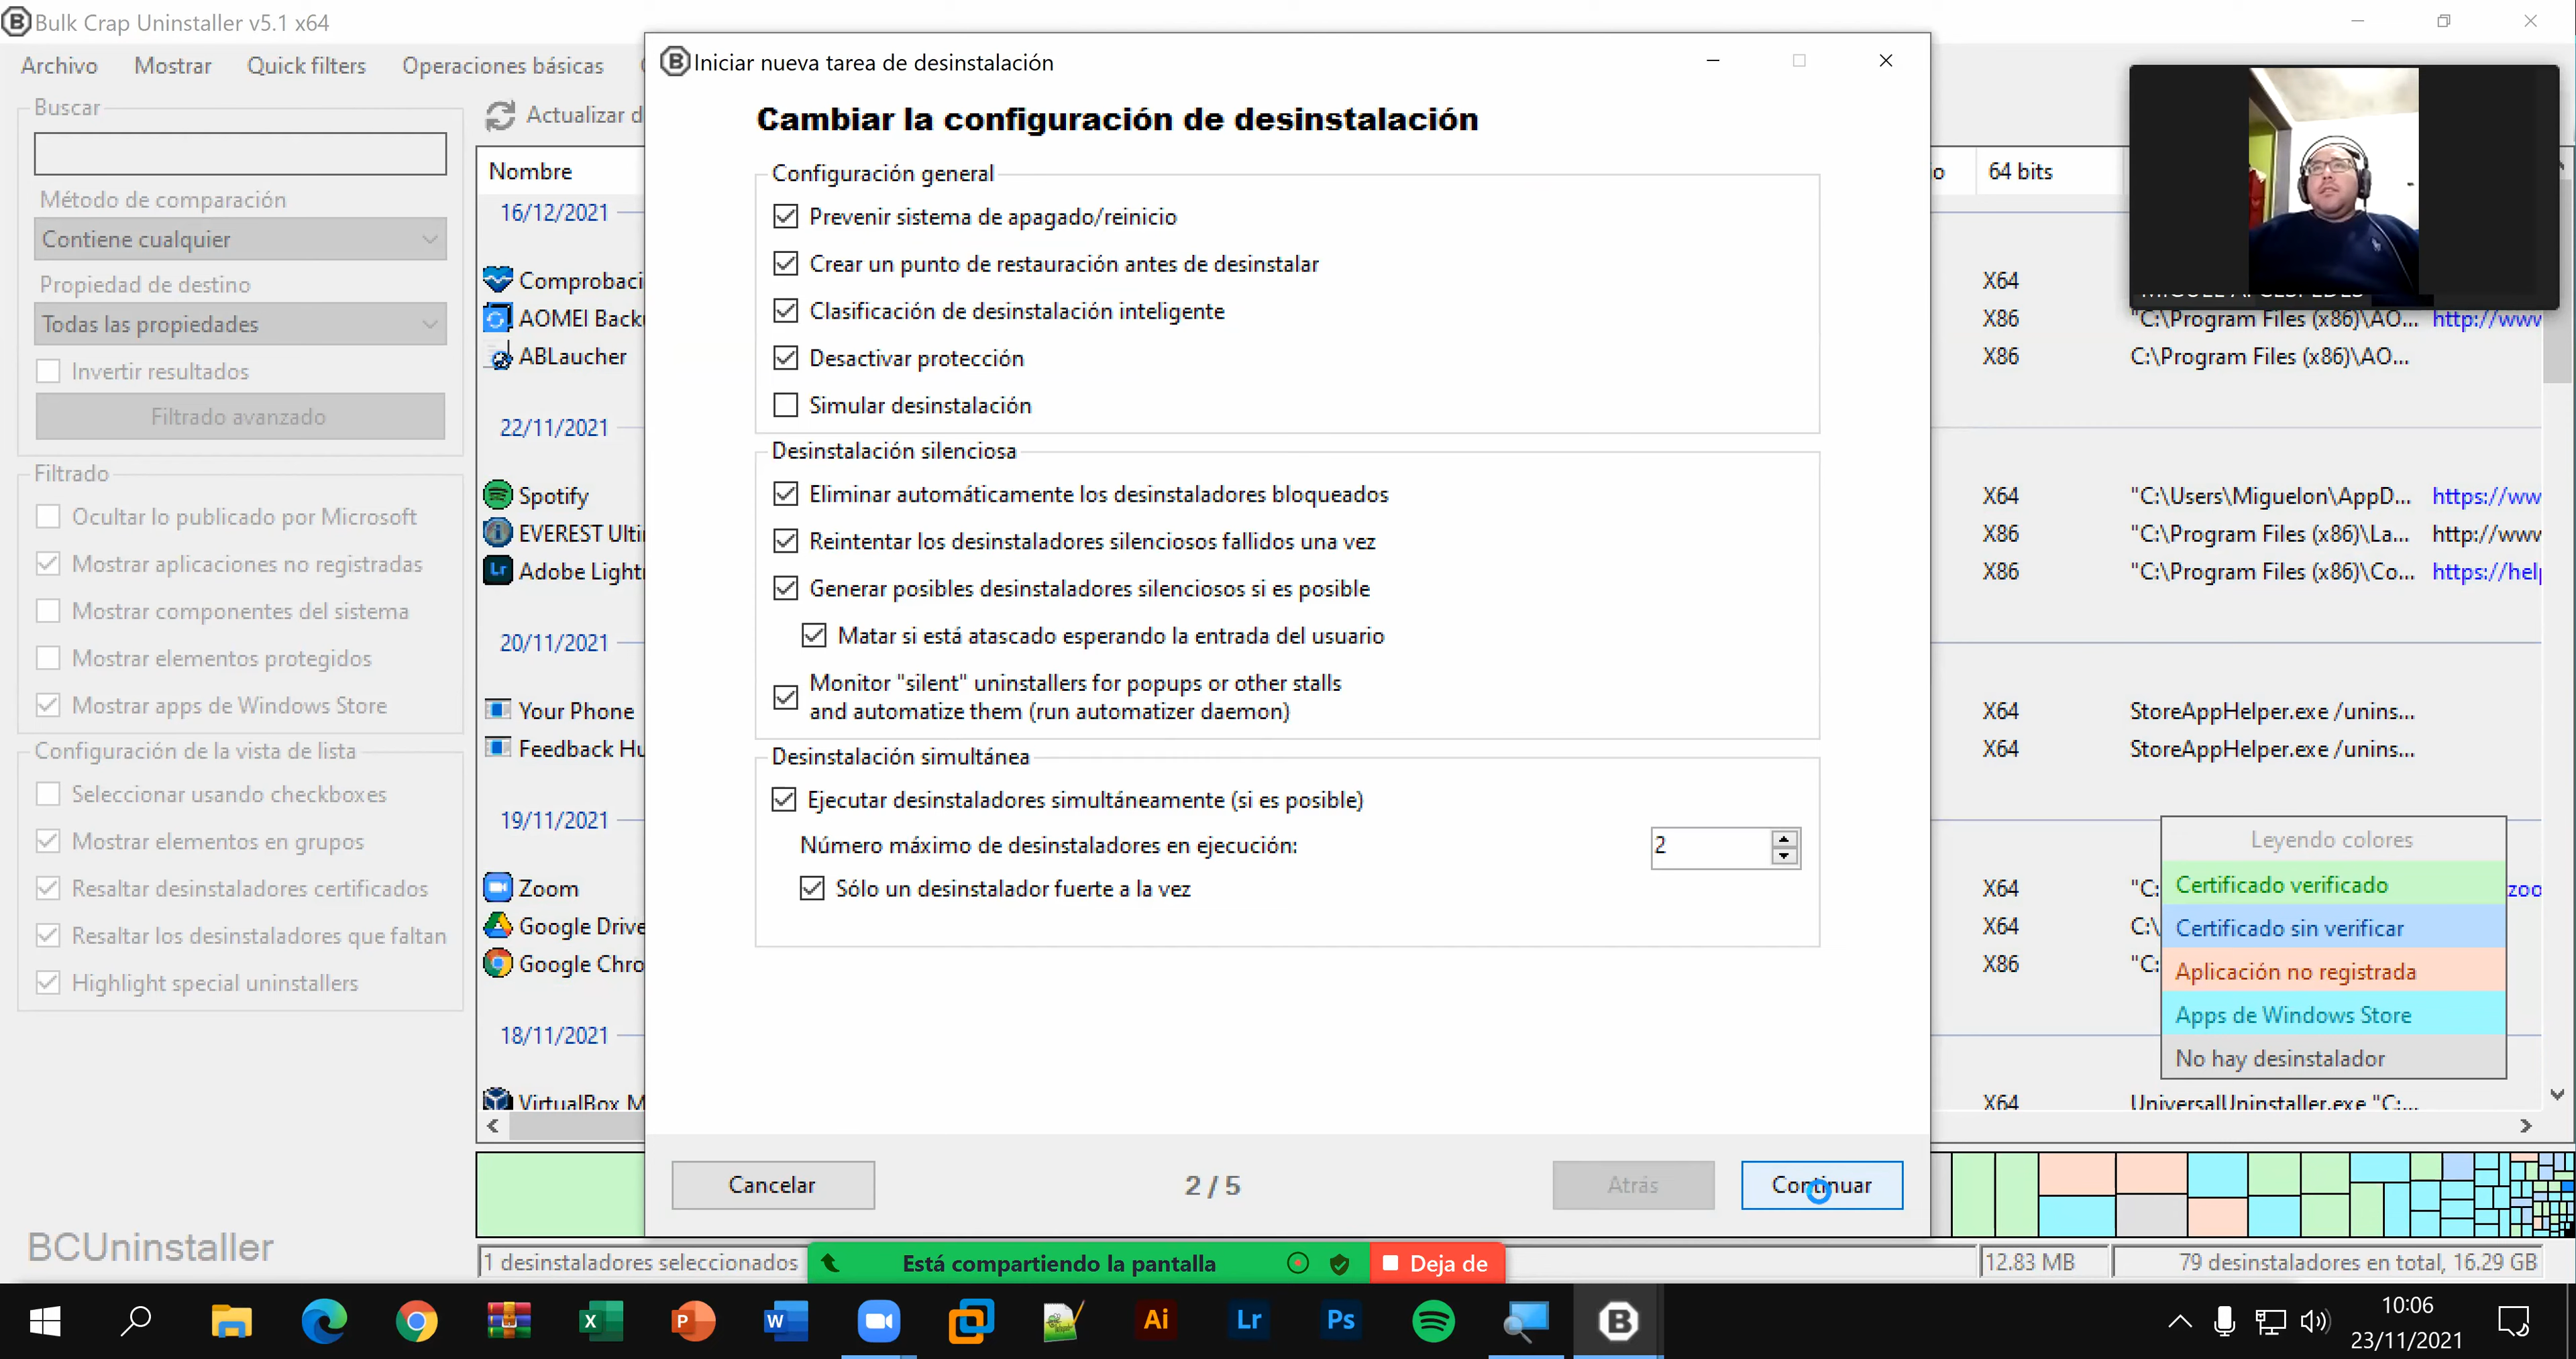 Bulk Crap Uninstaller v5.1 x64
Archivo Mostrar Quick filters Operaciones básicas
Buscar
Método de comparación
Contiene cualquier
Propiedad de destino
Todas las propiedades
Invertir resultados
Filtrado avanzado
Filtrado
Ocultar lo publicado por Microsoft
Mostrar aplicaciones no registradas
Mostrar componentes del sistema
Mostrar elementos protegidos
Mostrar apps de Windows Store
Configuración de la vista de lista
Seleccionar usando checkboxes
Mostrar elementos en grupos
Resaltar desinstaladores certificados
Resaltar los desinstaladores que faltan
Highlight special uninstallers
BCUninstaller
Actualizar d
Nombre
16/12/2021
Comprobaci
AOMEI Back
ABLaucher
22/11/2021
Spotify
EVEREST Ulti
Adobe Light
20/11/2021
Your Phone
Feedback Hu
19/11/2021
Zoom
Google Drive
Google Chro
18/11/2021
VirtualBox M
Iniciar nueva tarea de desinstalación
Cambiar la configuración de desinstalación
Configuración general
Prevenir sistema de apagado/reinicio
Crear un punto de restauración antes de desinstalar
Clasificación de desinstalación inteligente
Desactivar protección
Simular desinstalación
Desinstalación silenciosa
Eliminar automáticamente los desinstaladores bloqueados
Reintentar los desinstaladores silenciosos fallidos una vez
Generar posibles desinstaladores silenciosos si es posible
Matar si está atascado esperando la entrada del usuario
Monitor "silent" uninstallers for popups or other stalls
and automatize them (run automatizer daemon)
Desinstalación simultánea
Ejecutar desinstaladores simultáneamente (si es posible)
Número máximo de desinstaladores en ejecución: 2
Sólo un desinstalador fuerte a la vez
Cancelar 2 / 5 Atrás Continuar
o 64 bits
X64
X86 "C:\Program Files (x86)\AO... http://www
X86 C:\Program Files (x86)\AO...
X64 "C:\Users\Miguelon\AppD... https://ww
X86 "C:\Program Files (x86)\La... http://www
X86 "C:\Program Files (x86)\Co... https://help
X64 StoreAppHelper.exe /unins...
X64 StoreAppHelper.exe /unins...
X64 "C: zoo
X64 C:\
X86 "C:
X64 UniversalUninstaller.exe "C:...
Leyendo colores
Certificado verificado
Certificado sin verificar
Aplicación no registrada
Apps de Windows Store
No hay desinstalador
1 desinstaladores seleccionados
Está compartiendo la pantalla
Deja de
12.83 MB
79 desinstaladores en total, 16.29 GB
10:06
23/11/2021